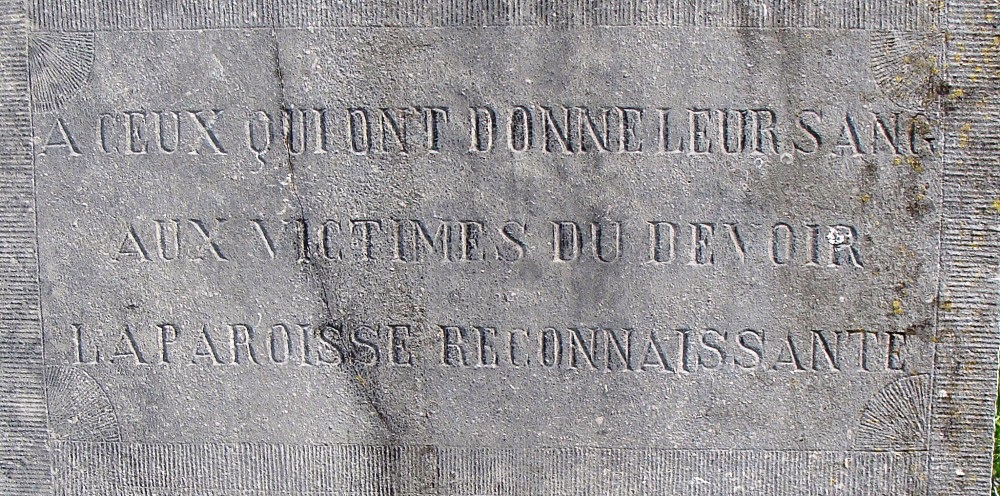 A CEUX QUI ONT DONNE LEUR SANG
AUX VICTIMES DU DEVOIR
LA PAROISSE RECONNAISSANTE